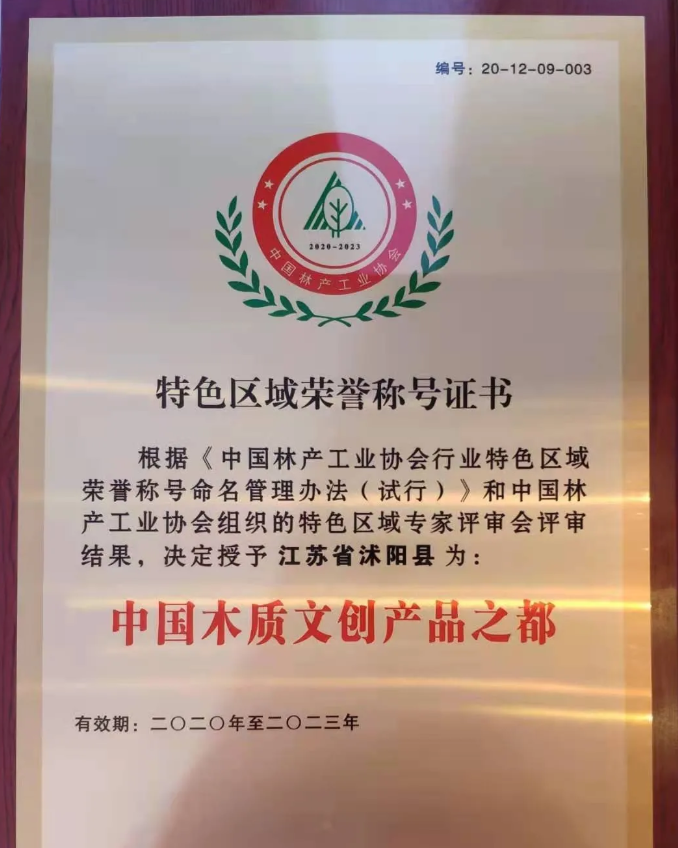 编号：20-12-09-003
2020-2023
中国林产工业协会
特色区域荣誉称号证书
根据《中国林产工业协会行业特色区域
荣誉称号命名管理办法（试行）》和中国林
产工业协会组织的特色区域专家评审会评审
结果，决定授予 江苏省沭阳县 为：
中国木质文创产品之都
有效期：二〇二〇年至二〇二三年